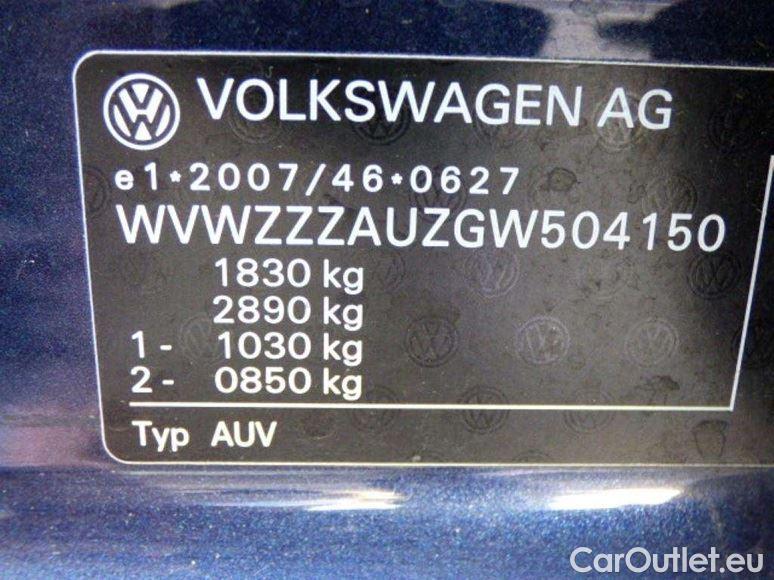 VOLKSWAGEN AG
e1*2007/46*0627
WVWZZZAUZGW504150
1830 kg
2890 kg
1- 1030 kg
2- 0850 kg
Typ AUV
CarOutlet.eu